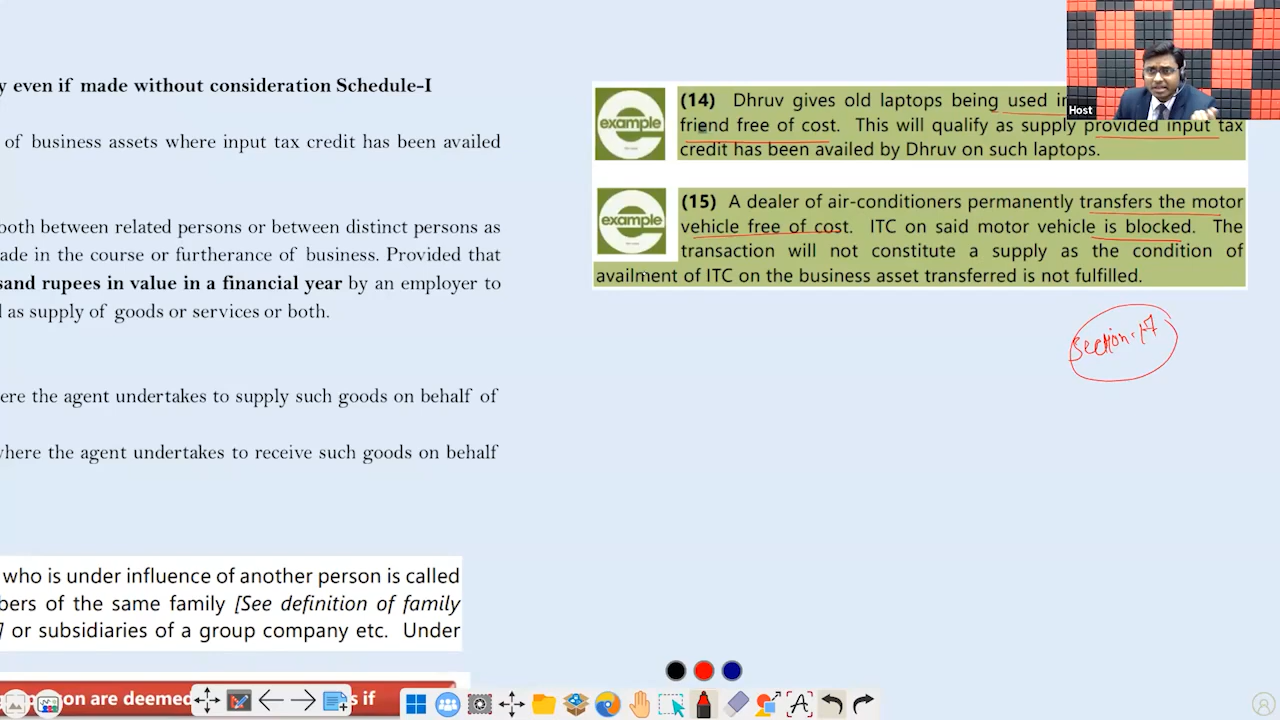 y even if made without consideration Schedule-I
of business assets where input tax credit has been availed
both between related persons or between distinct persons as
ade in the course or furtherance of business. Provided that
sand rupees in value in a financial year by an employer to
d as supply of goods or services or both.
ere the agent undertakes to supply such goods on behalf of
where the agent undertakes to receive such goods on behalf
who is under influence of another person is called
bers of the same family [See definition of family
] or subsidiaries of a group company etc. Under
son are deemed
s if
example
(14) Dhruv gives old laptops being used in
friend free of cost. This will qualify as supply provided input tax
credit has been availed by Dhruv on such laptops.
example
(15) A dealer of air-conditioners permanently transfers the motor
vehicle free of cost. ITC on said motor vehicle is blocked. The
transaction will not constitute a supply as the condition of
availment of ITC on the business asset transferred is not fulfilled.
Section-17
Host